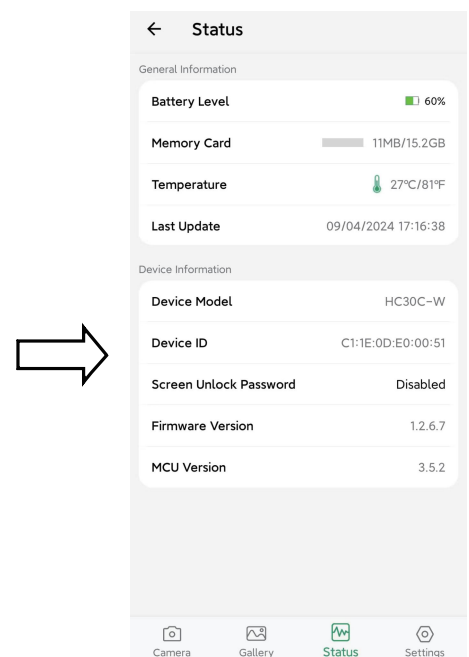 Status
General Information
Battery Level 60%
Memory Card 11MB/15.2GB
Temperature 27°C/81°F
Last Update 09/04/2024 17:16:38
Device Information
Device Model HC30C-W
Device ID C1:1E:0D:E0:00:51
Screen Unlock Password Disabled
Firmware Version 1.2.6.7
MCU Version 3.5.2
Camera Gallery Status Settings